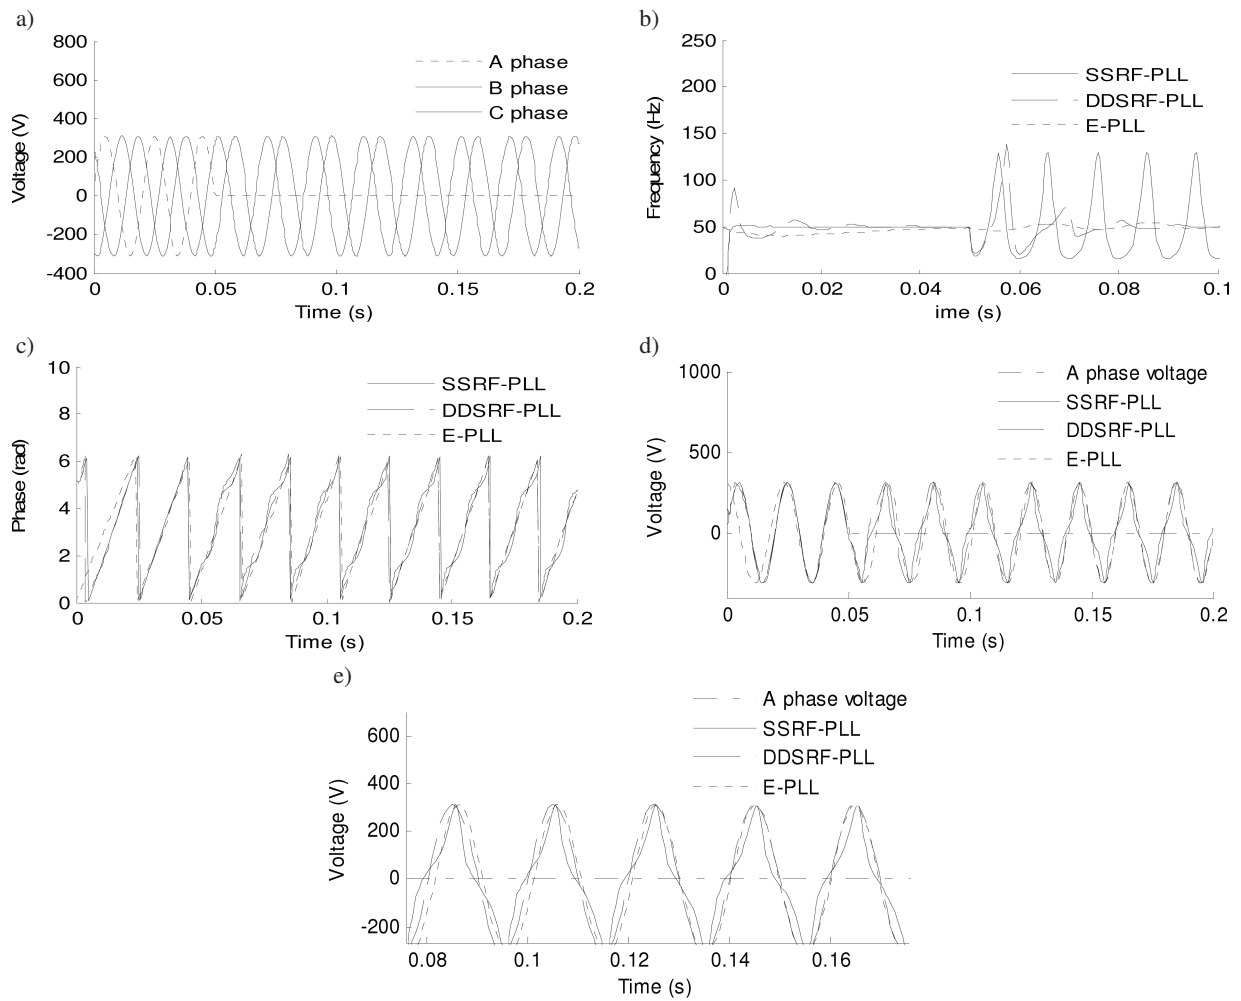 a)
800
600
400
200
0
-200
-400
Voltage (V)
A phase
B phase
C phase
0 0.05 0.1 0.15 0.2
Time (s)
b)
250
200
150
100
50
0
Frequency (Hz)
SSRF-PLL
DDSRF-PLL
E-PLL
0 0.02 0.04 0.06 0.08 0.1
ime (s)
c)
10
8
6
4
2
0
Phase (rad)
SSRF-PLL
DDSRF-PLL
E-PLL
0 0.05 0.1 0.15 0.2
Time (s)
d)
1000
500
0
Voltage (V)
A phase voltage
SSRF-PLL
DDSRF-PLL
E-PLL
0 0.05 0.1 0.15 0.2
Time (s)
e)
600
400
200
0
-200
Voltage (V)
A phase voltage
SSRF-PLL
DDSRF-PLL
E-PLL
0.08 0.1 0.12 0.14 0.16
Time (s)